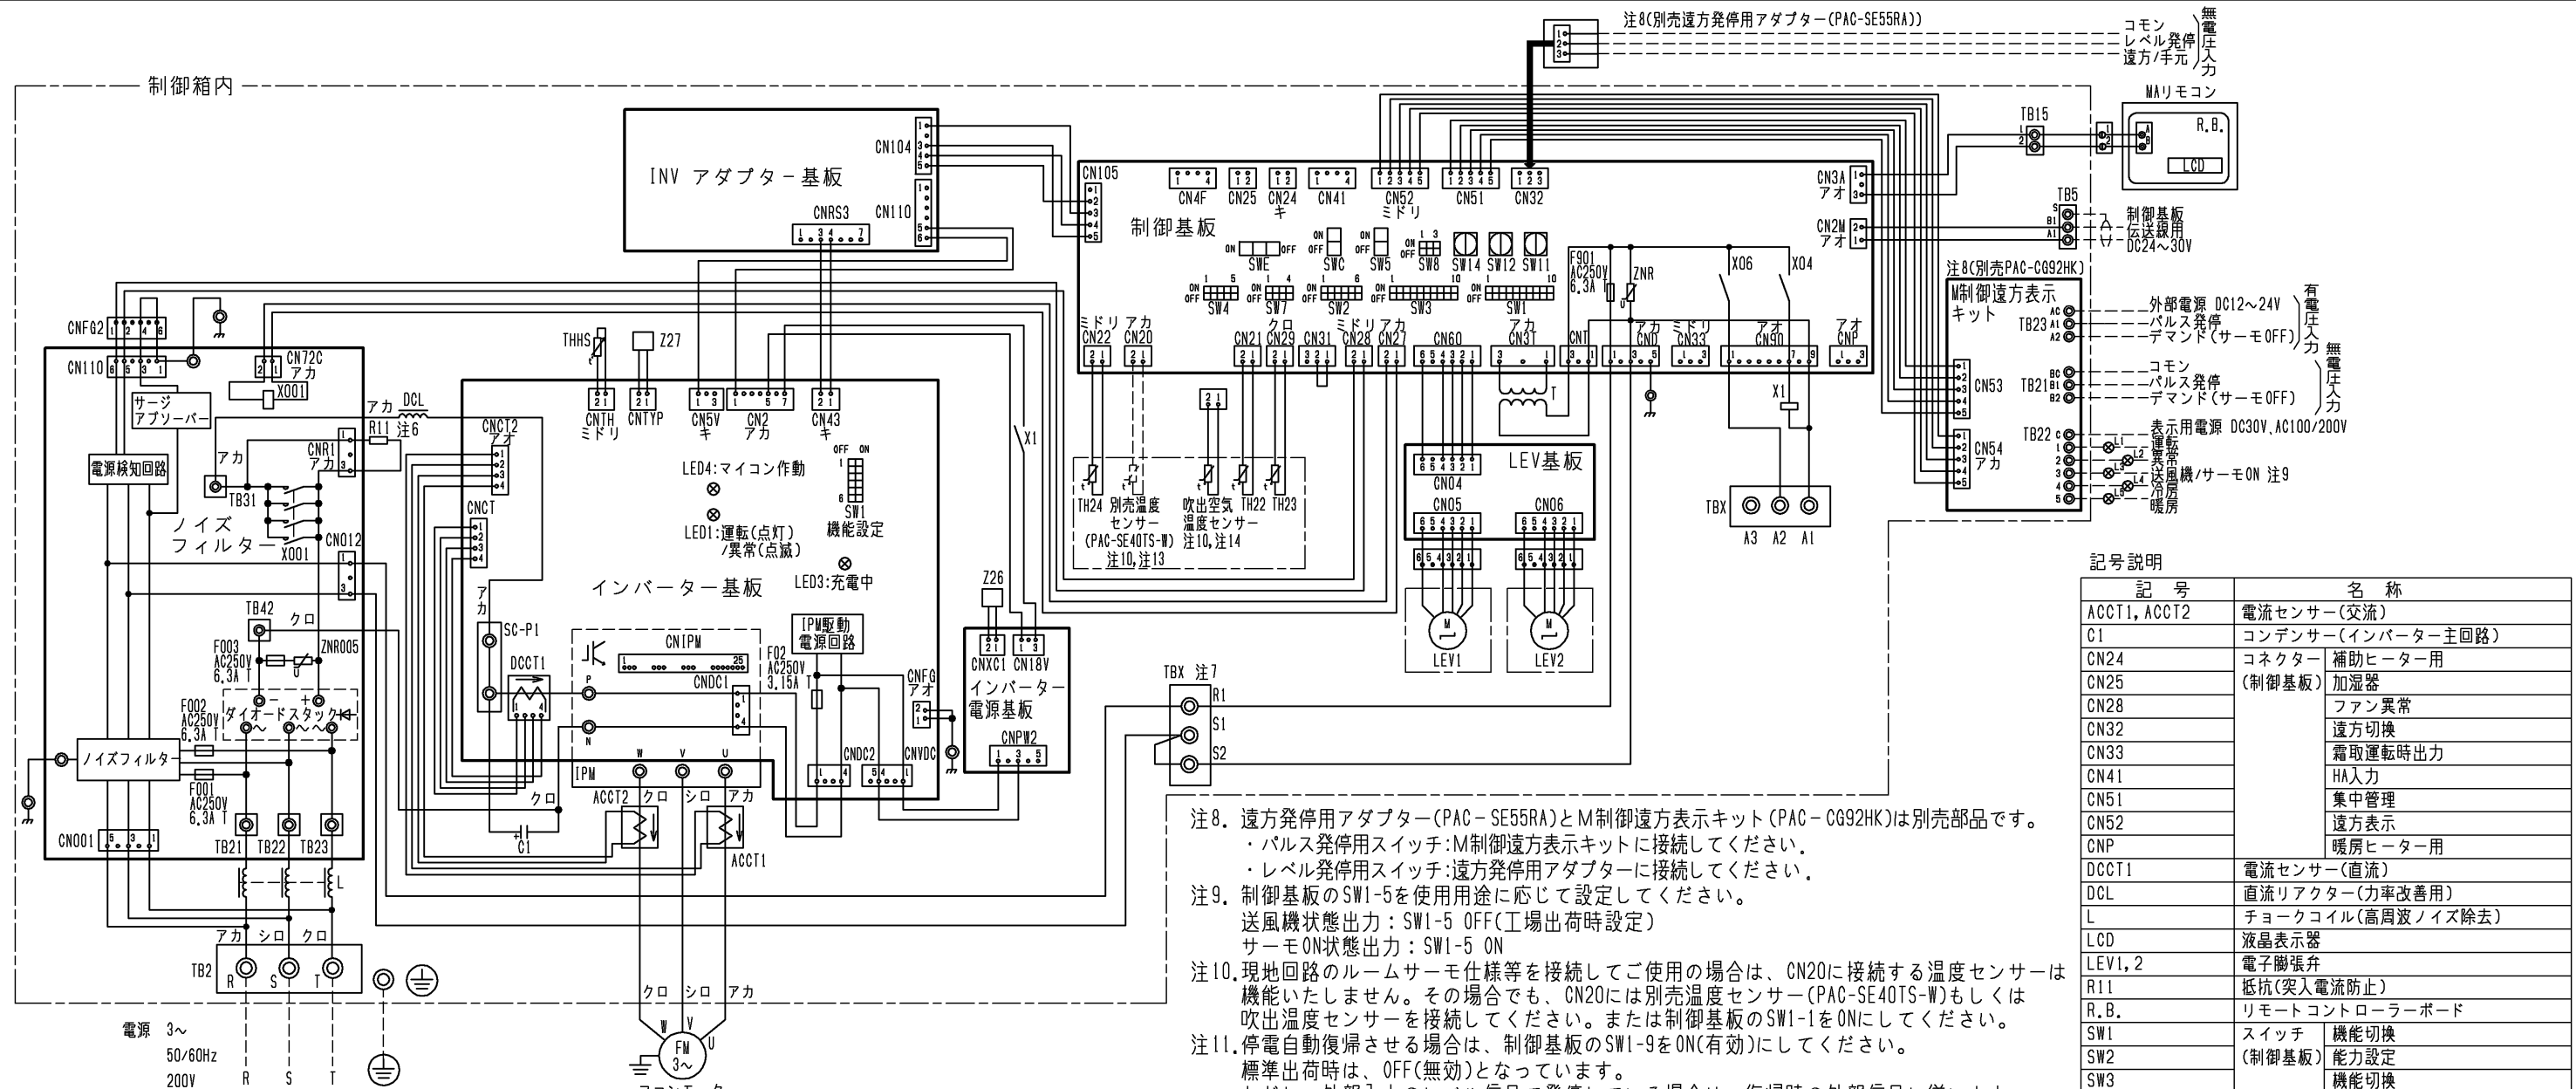 制御箱内
注8(別売遠方発停用アダプター(PAC-SE55RA))
コモン
レベル発停
遠方/手元
無電圧入力
MAリモコン
R.B.
LCD
TB15
TB5
制御基板
伝送線用
DC24～30V
INV アダプター基板
CN104
CN110
CNRS3
CN105
制御基板
CN4F
CN25
CN24
キ
CN41
CN52
ミドリ
CN51
CN32
CN3A
アオ
CN2M
アオ
SWE
SWC
SW5
SW8
SW14
SW12
SW11
SW4
SW7
SW2
SW3
SW1
F901
AC250V
6.3A T
ZNR
X06
X04
ミドリ
CN22
アカ
CN20
CN21
クロ
CN29
CN31
ミドリ
CN28
アカ
CN27
CN60
アカ
CN3T
CNT
アカ
CND
ミドリ
CN33
アオ
CN90
アオ
CNP
注8(別売PAC-CG92HK)
M制御遠方表示
キット
TB23
外部電源 DC12～24V
パルス発停
デマンド(サーモOFF)
有電圧入力
TB21
コモン
パルス発停
デマンド(サーモOFF)
無電圧入力
TB22
表示用電源 DC30V、AC100/200V
L1 運転
L2 異常
L3 送風機/サーモON 注9
L4 冷房
L5 暖房
CN53
CN54
アカ
CNFG2
CN110
CN72C
アカ
X001
サージ
アブソーバー
電源検知回路
アカ
TB31
ノイズ
フィルター
X001
アカ
DCL
R11
注6
CNR1
アカ
CN012
TB42
クロ
F003
AC250V
6.3A T
ZNR005
ダイオードスタック
F002
AC250V
6.3A T
ノイズフィルター
F001
AC250V
6.3A T
CN001
TB21
TB22
TB23
L
アカ
シロ
クロ
TB2
R
S
T
電源 3～
50/60Hz
200V
R
S
T
THHS
Z27
CNTH
ミドリ
CNTYP
CN5V
キ
CN2
アカ
CN43
キ
CNCT2
アオ
CNCT
LED4:マイコン作動
LED1:運転(点灯)
/異常(点滅)
OFF ON
SW1
機能設定
LED3:充電中
インバーター基板
アカ
SC-P1
DCCT1
CNIPM
CNDC1
P
N
W
V
U
IPM
IPM駆動
電源回路
F02
AC250V
3.15A T
CNFG
アオ
CNDC2
CNVDC
クロ
C1
ACCT2
クロ
シロ
アカ
ACCT1
クロ
シロ
アカ
W
V
U
FM
3～
X1
Z26
CNXC1
CN18V
インバーター
電源基板
CNPW2
TH24
別売温度
センサー
(PAC-SE40TS-W)
注10,注13
吹出空気
温度センサー
注10,注14
TH22
TH23
T
LEV基板
CN04
CN05
CN06
M
LEV1
M
LEV2
X1
TBX
A3
A2
A1
TBX 注7
R1
S1
S2
注8. 遠方発停用アダプター(PAC-SE55RA)とM制御遠方表示キット(PAC-CG92HK)は別売部品です。
・パルス発停用スイッチ:M制御遠方表示キットに接続してください.
・レベル発停用スイッチ:遠方発停用アダプターに接続してください.
注9. 制御基板のSW1-5を使用用途に応じて設定してください。
送風機状態出力:SW1-5 OFF(工場出荷時設定)
サーモON状態出力:SW1-5 ON
注10.現地回路のルームサーモ仕様等を接続してご使用の場合は、CN20に接続する温度センサーは
機能いたしません。その場合でも、CN20には別売温度センサー(PAC-SE40TS-W)もしくは
吹出温度センサーを接続してください。または制御基板のSW1-1をONにしてください。
注11.停電自動復帰させる場合は、制御基板のSW1-9をON(有効)にしてください。
標準出荷時は、OFF(無効)となっています。
記号説明
記 号 名 称
ACCT1,ACCT2 電流センサー(交流)
C1 コンデンサー(インバーター主回路)
CN24 コネクター 補助ヒーター用
CN25 (制御基板) 加湿器
CN28 ファン異常
CN32 遠方切換
CN33 霜取運転時出力
CN41 HA入力
CN51 集中管理
CN52 遠方表示
CNP 暖房ヒーター用
DCCT1 電流センサー(直流)
DCL 直流リアクター(力率改善用)
L チョークコイル(高周波ノイズ除去)
LCD 液晶表示器
LEV1,2 電子膨張弁
R11 抵抗(突入電流防止)
R.B. リモートコントローラーボード
SW1 スイッチ 機能切換
SW2 (制御基板) 能力設定
SW3 機能切換